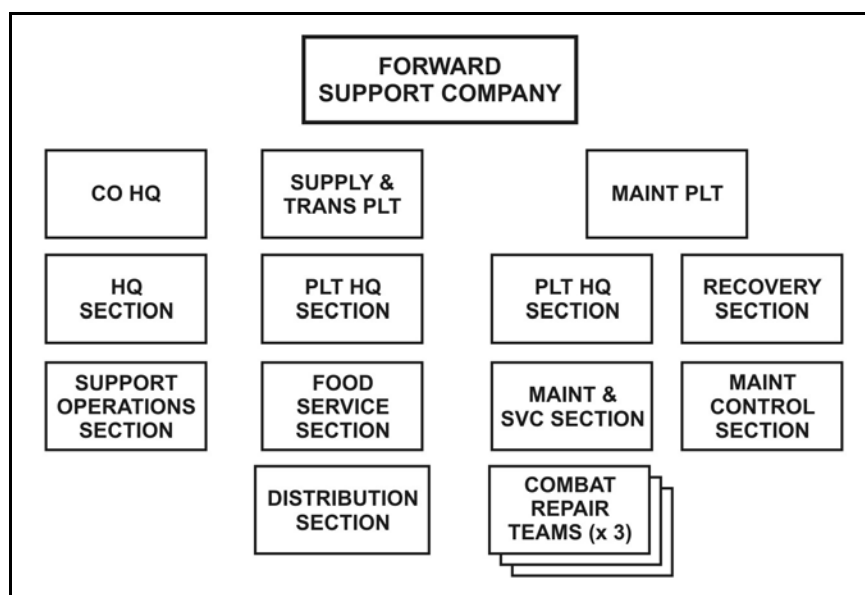 FORWARD
SUPPORT COMPANY
CO HQ
SUPPLY &
TRANS PLT
MAINT PLT
HQ
SECTION
PLT HQ
SECTION
PLT HQ
SECTION
RECOVERY
SECTION
SUPPORT
OPERATIONS
SECTION
FOOD
SERVICE
SECTION
MAINT &
SVC SECTION
MAINT
CONTROL
SECTION
DISTRIBUTION
SECTION
COMBAT
REPAIR
TEAMS (x 3)